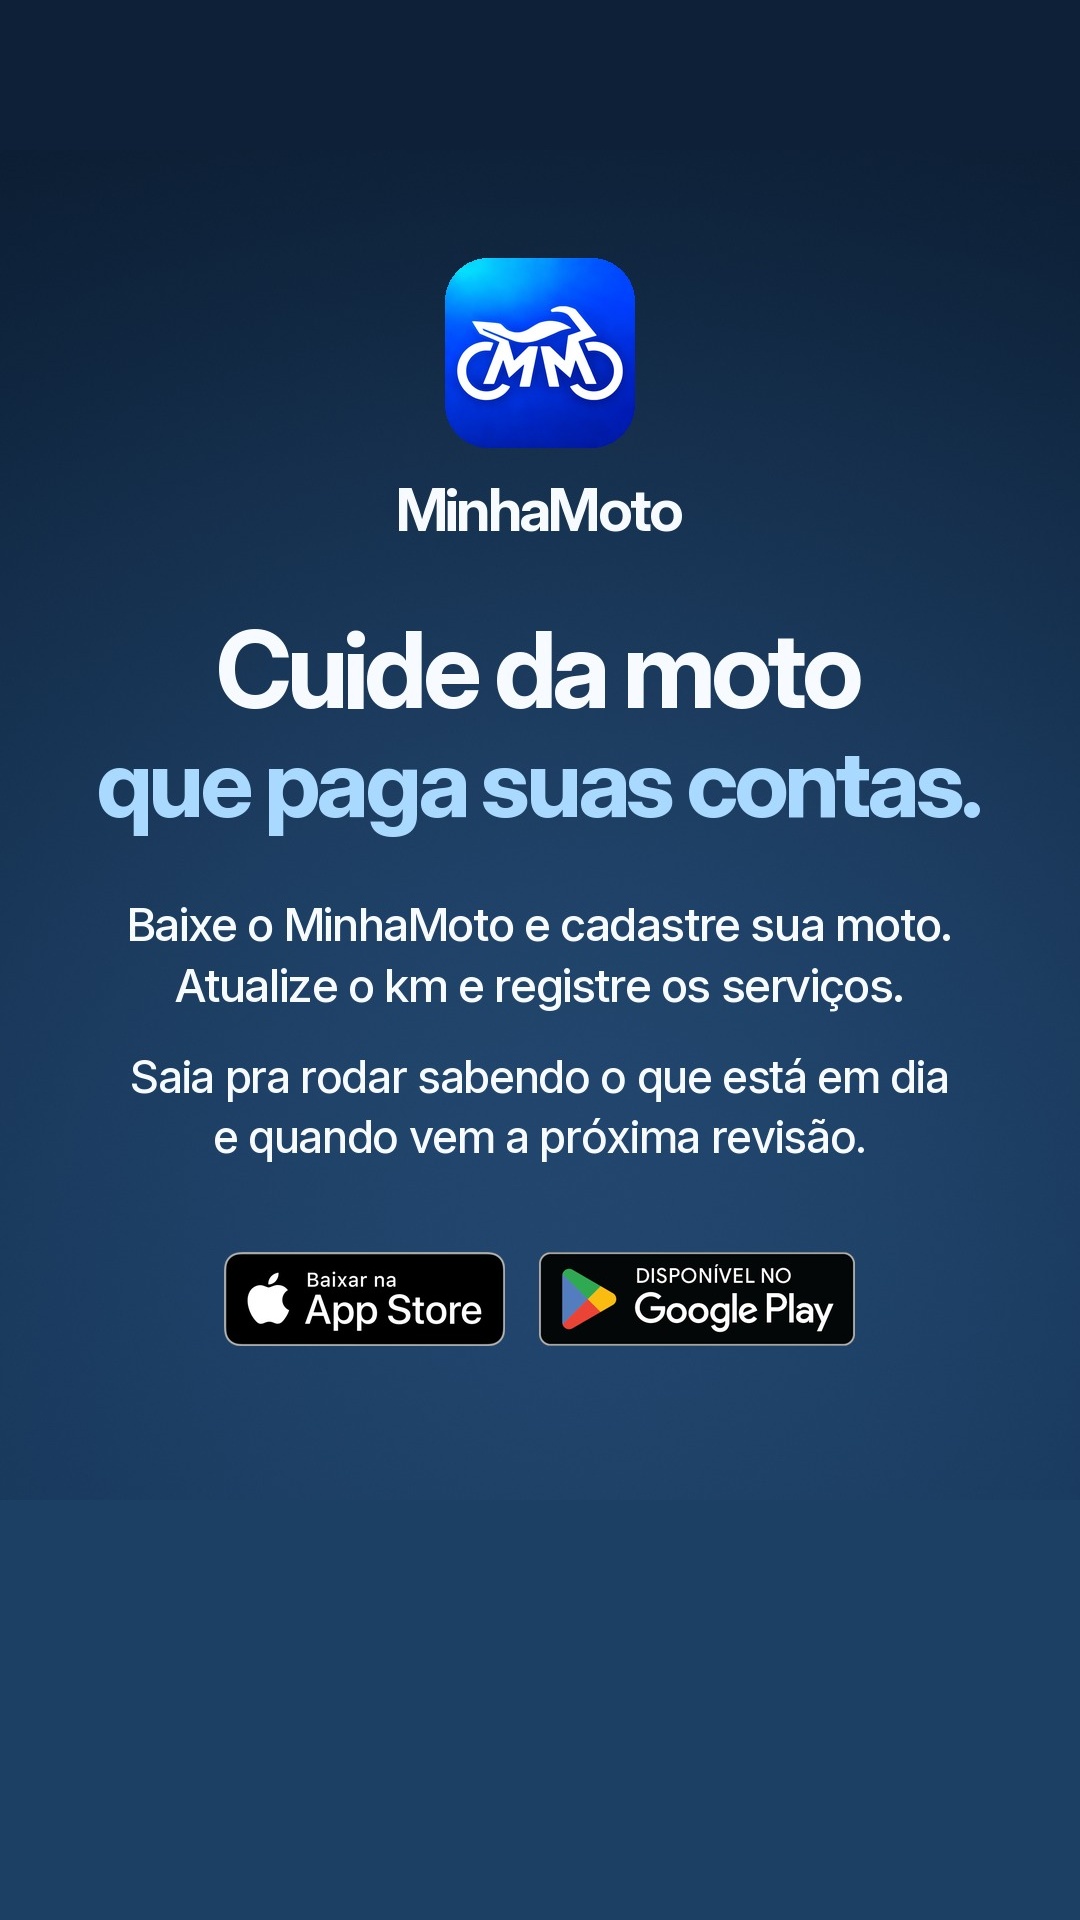 MM
MinhaMoto
Cuide da moto
que paga suas contas.
Baixe o MinhaMoto e cadastre sua moto.
Atualize o km e registre os serviços.
Saia pra rodar sabendo o que está em dia
e quando vem a próxima revisão.
Baixar na
App Store
DISPONÍVEL NO
Google Play